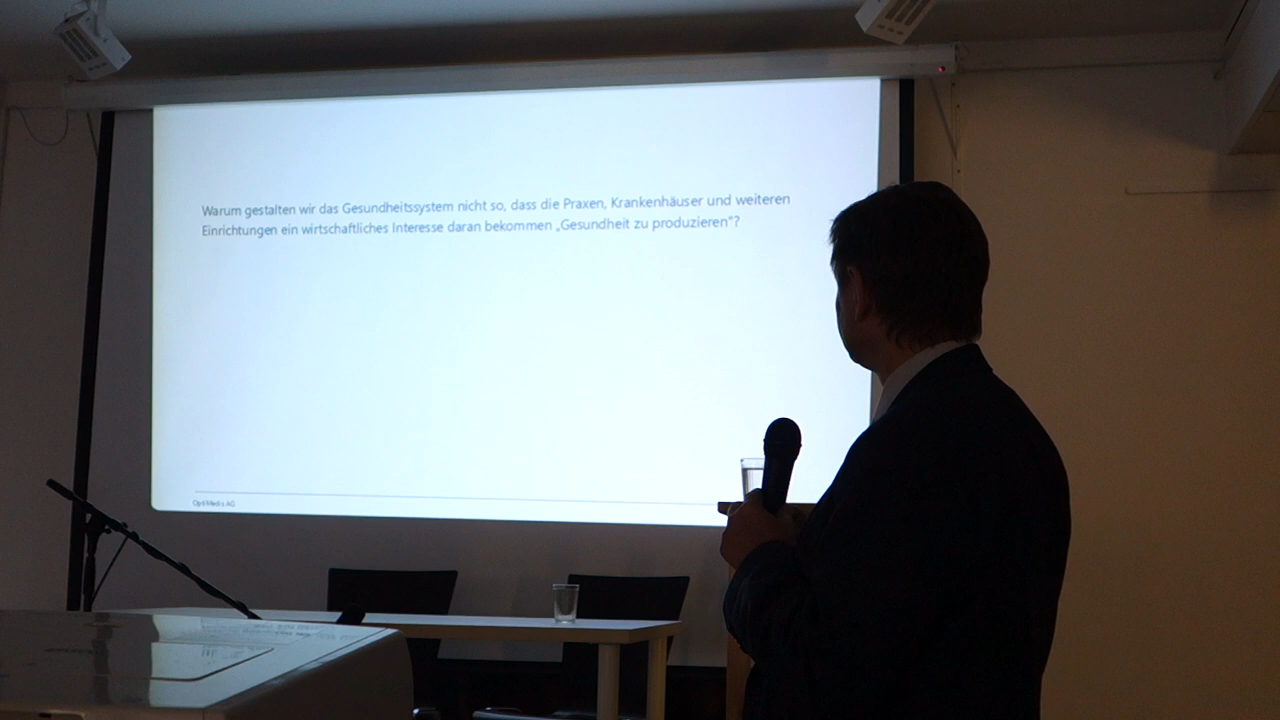 Warum gestalten wir das Gesundheitssystem nicht so, dass die Praxen, Krankenhäuser und weiteren
Einrichtungen ein wirtschaftliches Interesse daran bekommen „Gesundheit zu produzieren“?
OptiMedis AG